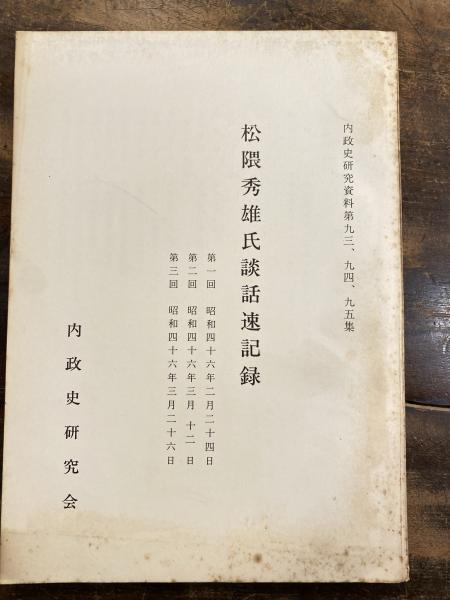 内政史研究資料第九三、九四、九五集
松隈秀雄氏談話速記録
第一回 昭和四十六年二月二十四日
第二回 昭和四十六年三月十二日
第三回 昭和四十六年三月二十六日
内政史研究会